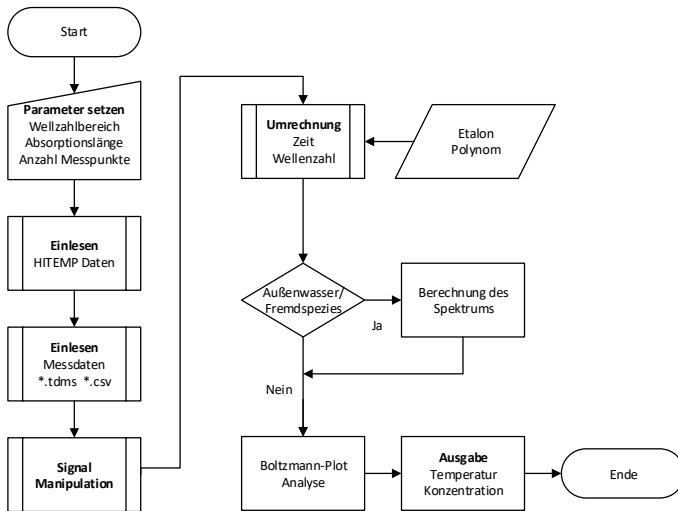 Start
Parameter setzen
Wellzahlbereich
Absorptionslänge
Anzahl Messpunkte
Einlesen
HITEMP Daten
Einlesen
Messdaten
*.tdms *.csv
Signal
Manipulation
Umrechnung
Zeit
Wellenzahl
Etalon
Polynom
Außenwasser/
Fremdspezies
Ja
Berechnung des
Spektrums
Nein
Boltzmann-Plot
Analyse
Ausgabe
Temperatur
Konzentration
Ende